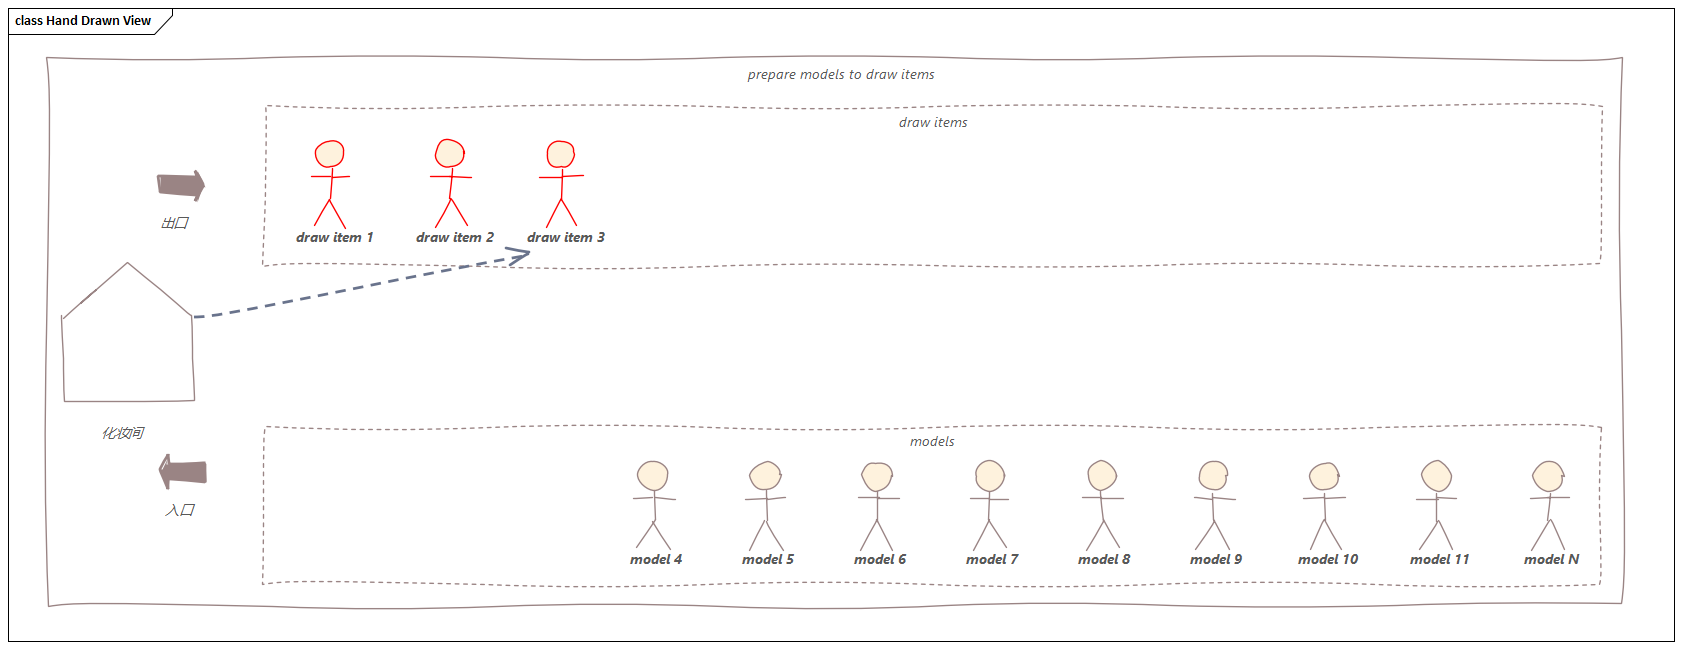 class Hand Drawn View
prepare models to draw items
draw items
draw item 1
draw item 2
draw item 3
出口
化妆间
入口
models
model 4
model 5
model 6
model 7
model 8
model 9
model 10
model 11
model N